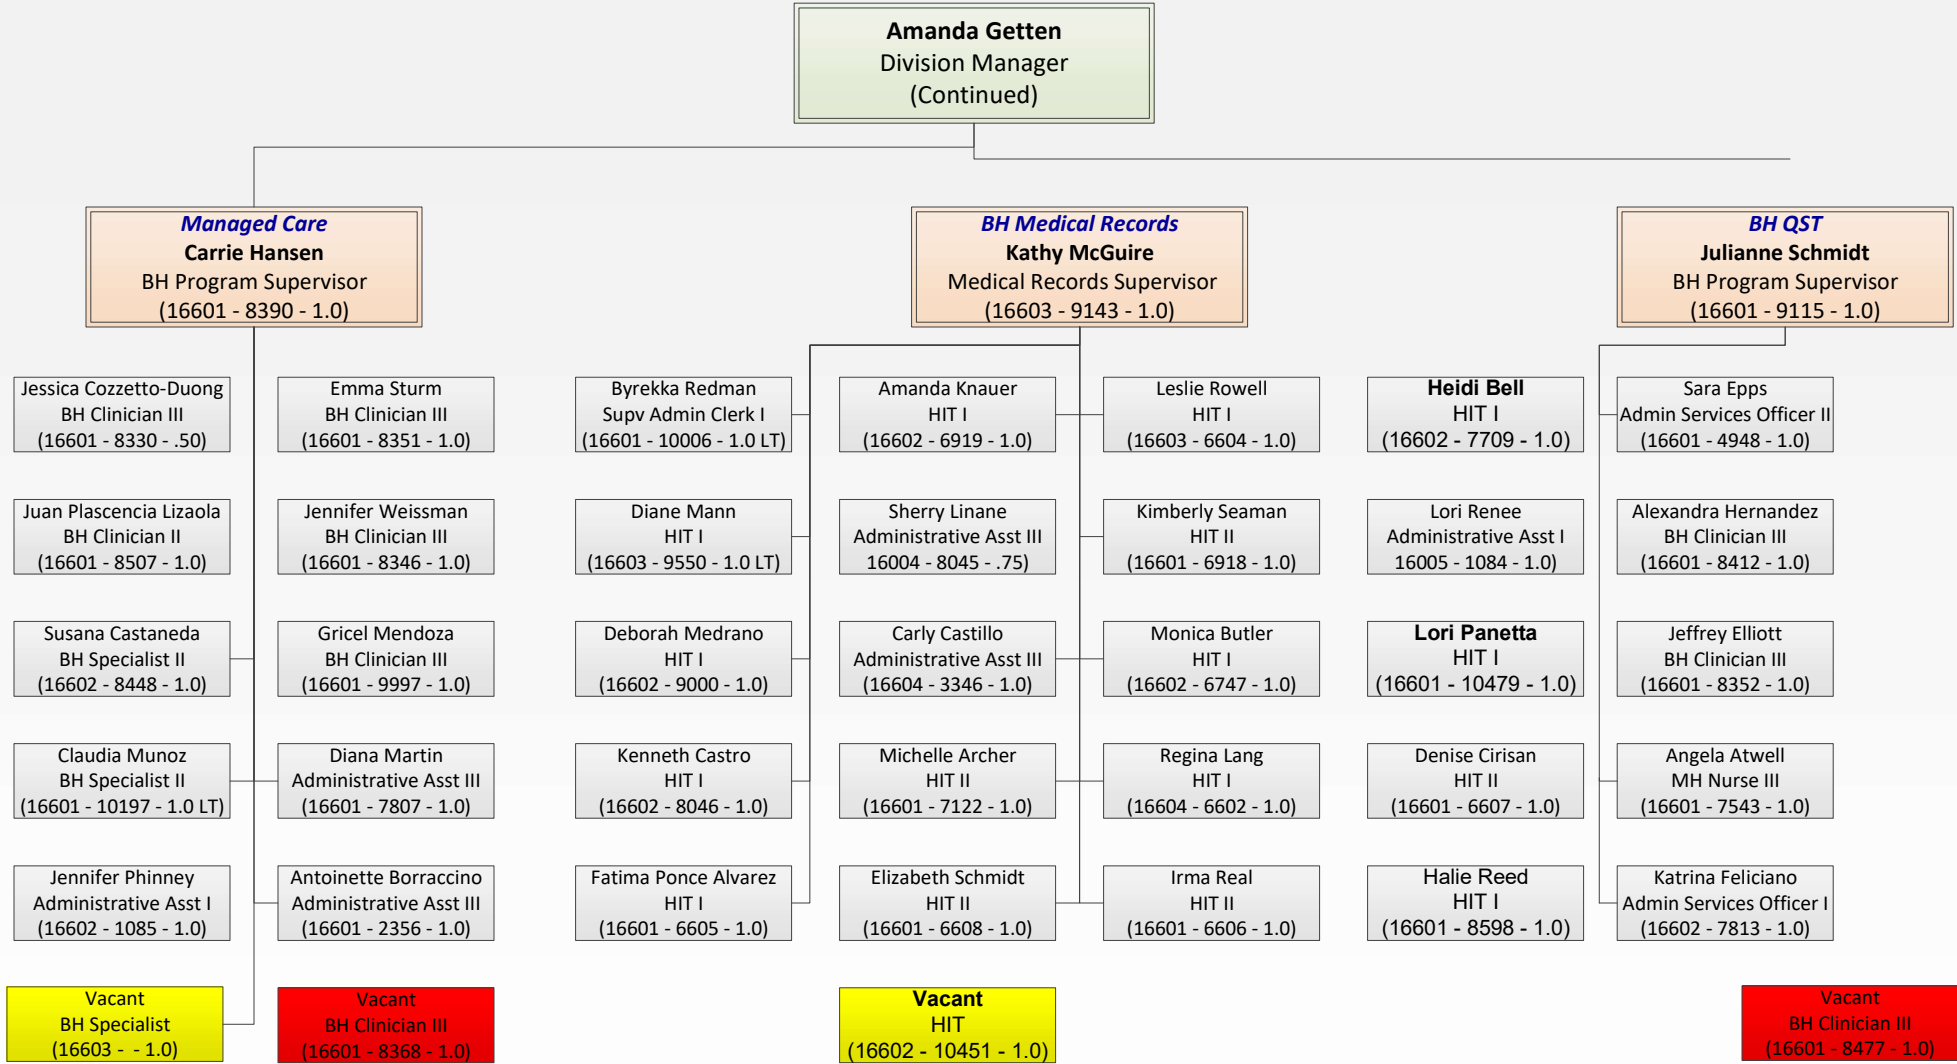 Amanda Getten
Division Manager
(Continued)
Managed Care
Carrie Hansen
BH Program Supervisor
(16601 - 8390 - 1.0)
BH Medical Records
Kathy McGuire
Medical Records Supervisor
(16603 - 9143 - 1.0)
BH QST
Julianne Schmidt
BH Program Supervisor
(16601 - 9115 - 1.0)
Jessica Cozzetto-Duong
BH Clinician III
(16601 - 8330 - .50)
Emma Sturm
BH Clinician III
(16601 - 8351 - 1.0)
Byrekka Redman
Supv Admin Clerk I
(16601 - 10006 - 1.0 LT)
Amanda Knauer
HIT I
(16602 - 6919 - 1.0)
Leslie Rowell
HIT I
(16603 - 6604 - 1.0)
Heidi Bell
HIT I
(16602 - 7709 - 1.0)
Sara Epps
Admin Services Officer II
(16601 - 4948 - 1.0)
Juan Plascencia Lizaola
BH Clinician II
(16601 - 8507 - 1.0)
Jennifer Weissman
BH Clinician III
(16601 - 8346 - 1.0)
Diane Mann
HIT I
(16603 - 9550 - 1.0 LT)
Sherry Linane
Administrative Asst III
16004 - 8045 - .75)
Kimberly Seaman
HIT II
(16601 - 6918 - 1.0)
Lori Renee
Administrative Asst I
16005 - 1084 - 1.0)
Alexandra Hernandez
BH Clinician III
(16601 - 8412 - 1.0)
Susana Castaneda
BH Specialist II
(16602 - 8448 - 1.0)
Gricel Mendoza
BH Clinician III
(16601 - 9997 - 1.0)
Deborah Medrano
HIT I
(16602 - 9000 - 1.0)
Carly Castillo
Administrative Asst III
(16604 - 3346 - 1.0)
Monica Butler
HIT I
(16602 - 6747 - 1.0)
Lori Panetta
HIT I
(16601 - 10479 - 1.0)
Jeffrey Elliott
BH Clinician III
(16601 - 8352 - 1.0)
Claudia Munoz
BH Specialist II
(16601 - 10197 - 1.0 LT)
Diana Martin
Administrative Asst III
(16601 - 7807 - 1.0)
Kenneth Castro
HIT I
(16602 - 8046 - 1.0)
Michelle Archer
HIT II
(16601 - 7122 - 1.0)
Regina Lang
HIT I
(16604 - 6602 - 1.0)
Denise Cirisan
HIT II
(16601 - 6607 - 1.0)
Angela Atwell
MH Nurse III
(16601 - 7543 - 1.0)
Jennifer Phinney
Administrative Asst I
(16602 - 1085 - 1.0)
Antoinette Borraccino
Administrative Asst III
(16601 - 2356 - 1.0)
Fatima Ponce Alvarez
HIT I
(16601 - 6605 - 1.0)
Elizabeth Schmidt
HIT II
(16601 - 6608 - 1.0)
Irma Real
HIT II
(16601 - 6606 - 1.0)
Halie Reed
HIT I
(16601 - 8598 - 1.0)
Katrina Feliciano
Admin Services Officer I
(16602 - 7813 - 1.0)
Vacant
BH Specialist
(16603 - - 1.0)
Vacant
BH Clinician III
(16601 - 8368 - 1.0)
Vacant
HIT
(16602 - 10451 - 1.0)
Vacant
BH Clinician III
(16601 - 8477 - 1.0)